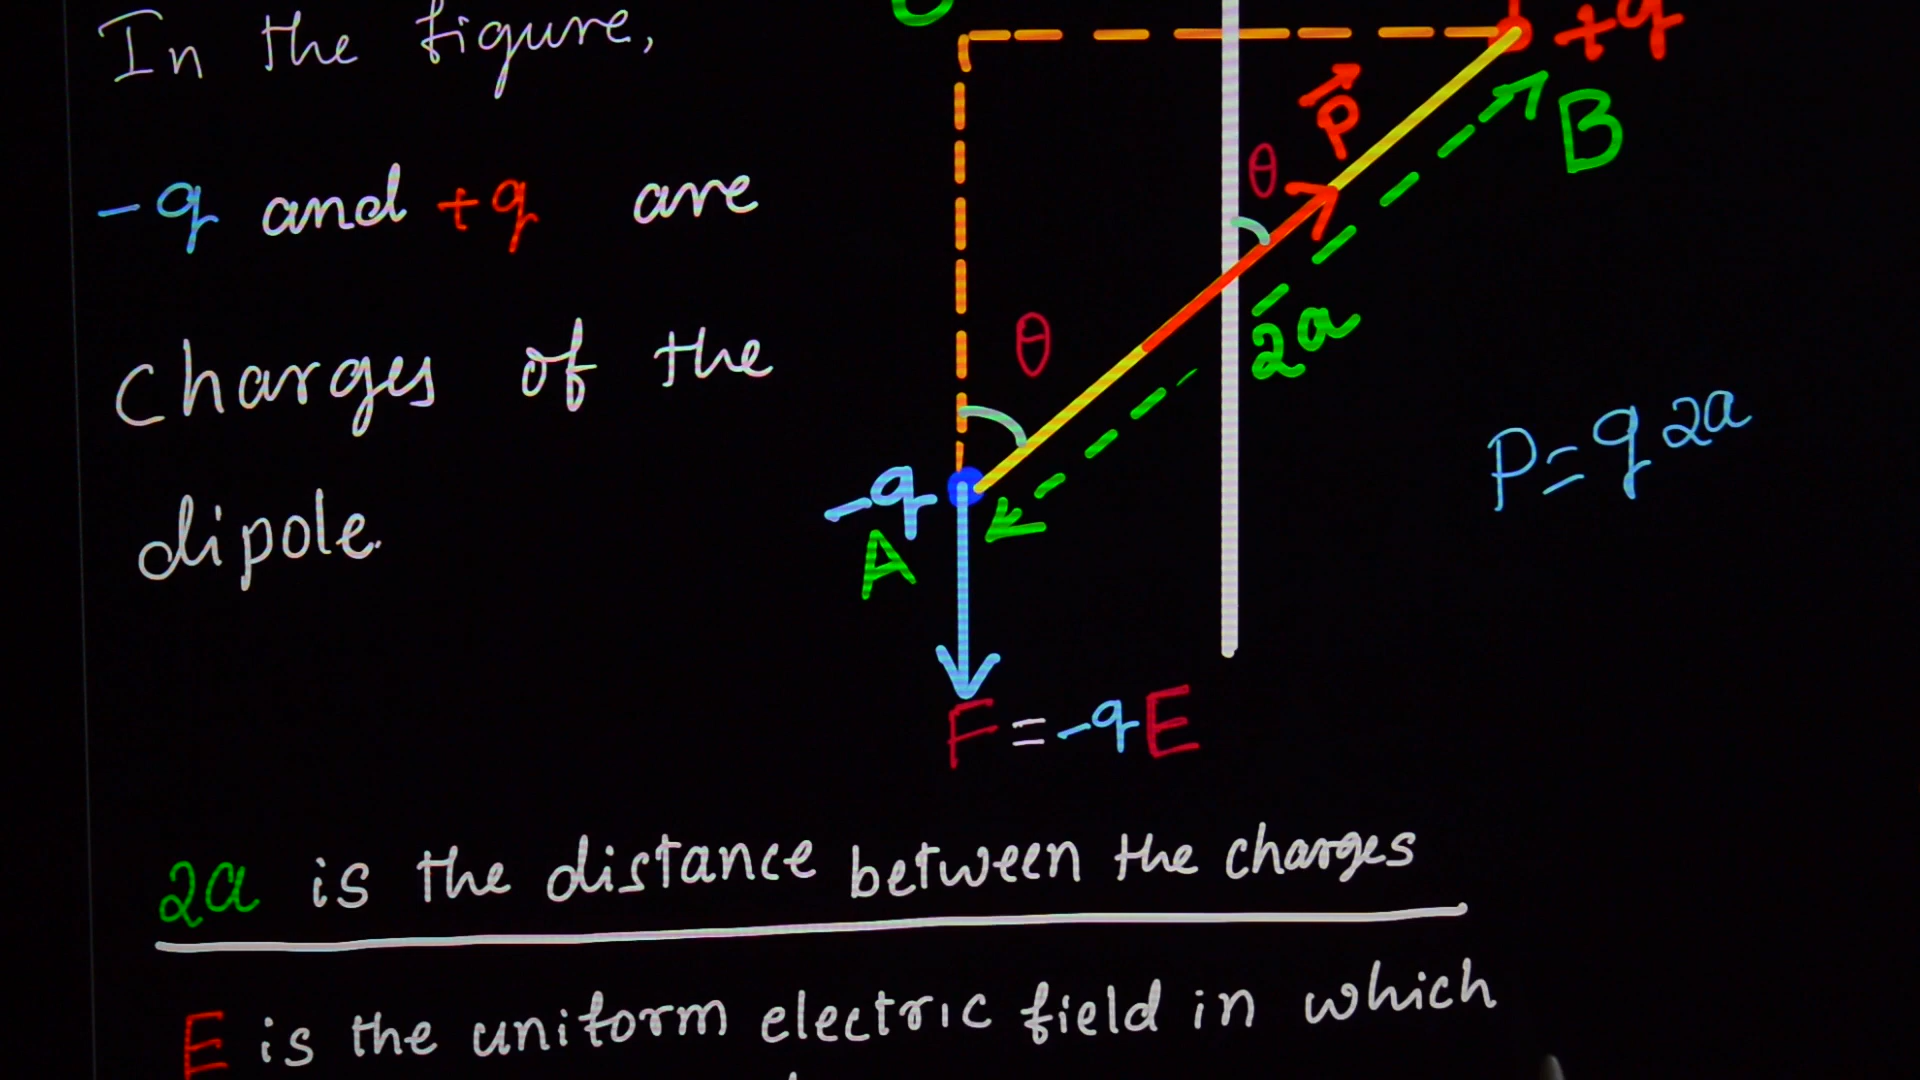 In the figure,
-q and +q are
Charges of the
dipole.
+q
B
P
θ
2a
θ
-q
A
F = -qE
P = q 2a
2a is the distance between the charges
E is the uniform electric field in which